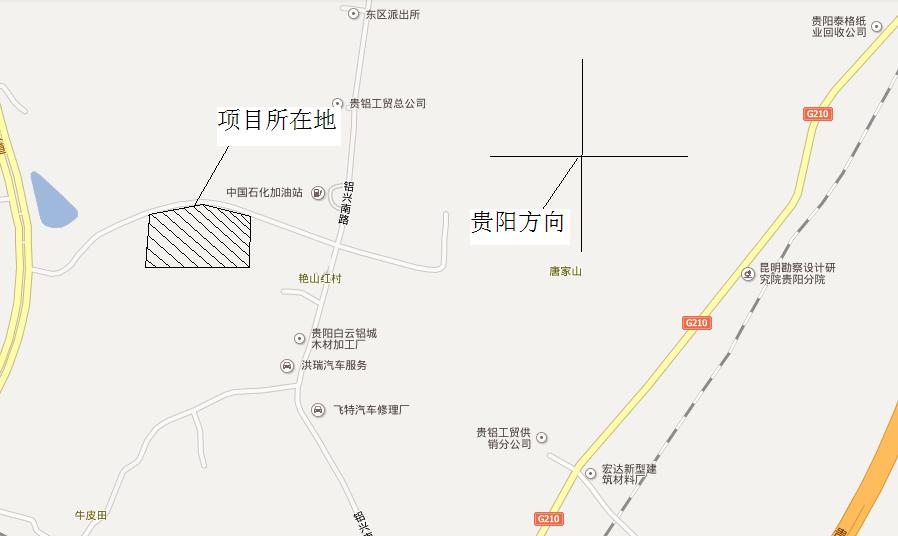 东区派出所
贵阳泰格纸
业回收公司
贵铝工贸总公司
G210
项目所在地
中国石化加油站
铝兴南路
贵阳方向
唐家山
昆明勘察设计研
究院贵阳分院
艳山红村
G210
贵阳白云铝城
木材加工厂
洪瑞汽车服务
飞特汽车修理厂
贵铝工贸供
销分公司
宏达新型建
筑材料厂
牛皮田
G210
铝兴
贵